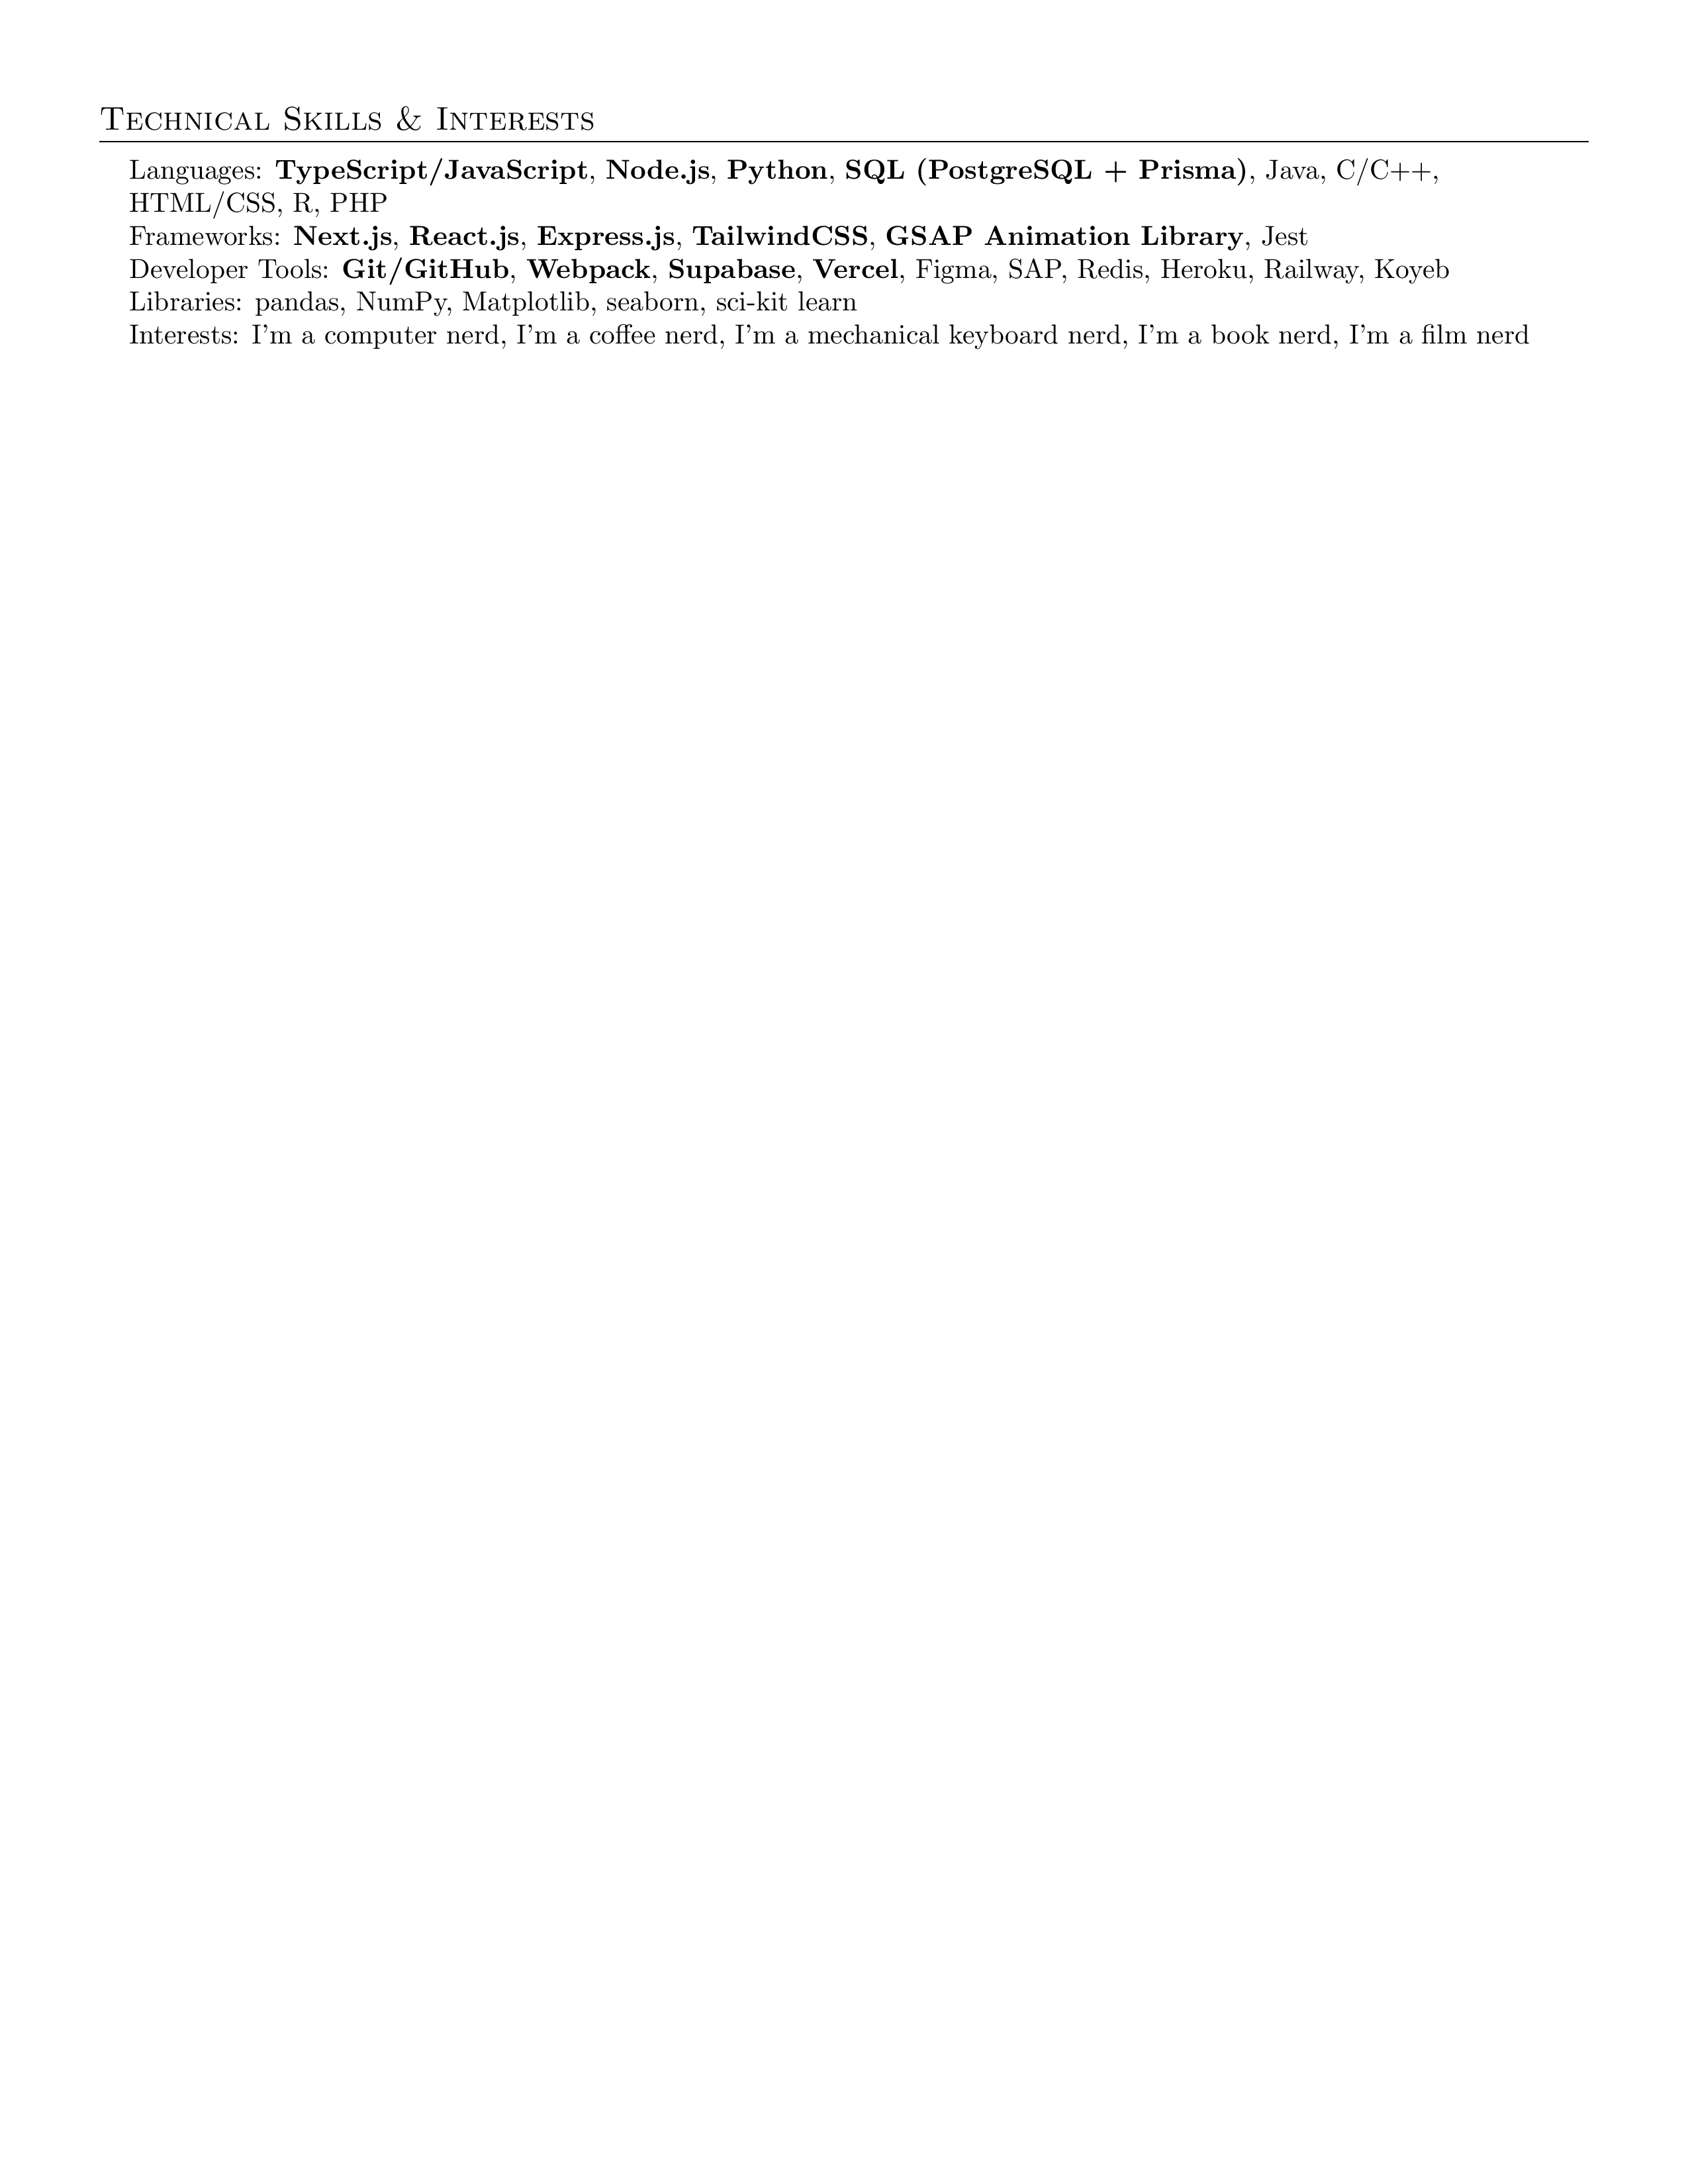 Technical Skills & Interests
Languages: TypeScript/JavaScript, Node.js, Python, SQL (PostgreSQL + Prisma), Java, C/C++,
HTML/CSS, R, PHP
Frameworks: Next.js, React.js, Express.js, TailwindCSS, GSAP Animation Library, Jest
Developer Tools: Git/GitHub, Webpack, Supabase, Vercel, Figma, SAP, Redis, Heroku, Railway, Koyeb
Libraries: pandas, NumPy, Matplotlib, seaborn, sci-kit learn
Interests: I'm a computer nerd, I'm a coffee nerd, I'm a mechanical keyboard nerd, I'm a book nerd, I'm a film nerd